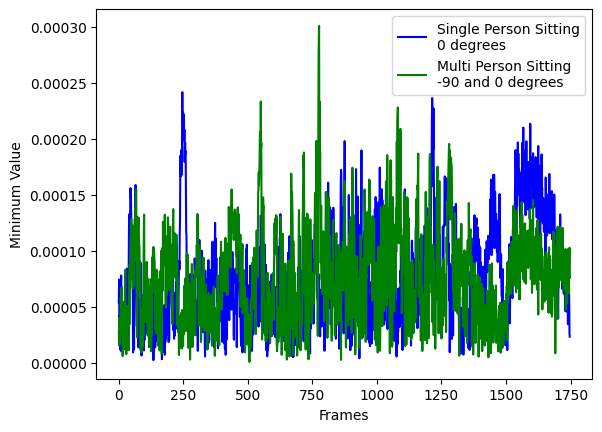 Single Person Sitting
0 degrees
Multi Person Sitting
-90 and 0 degrees
0.00030
0.00025
0.00020
0.00015
0.00010
0.00005
0.00000
Minimum Value
0 250 500 750 1000 1250 1500 1750
Frames